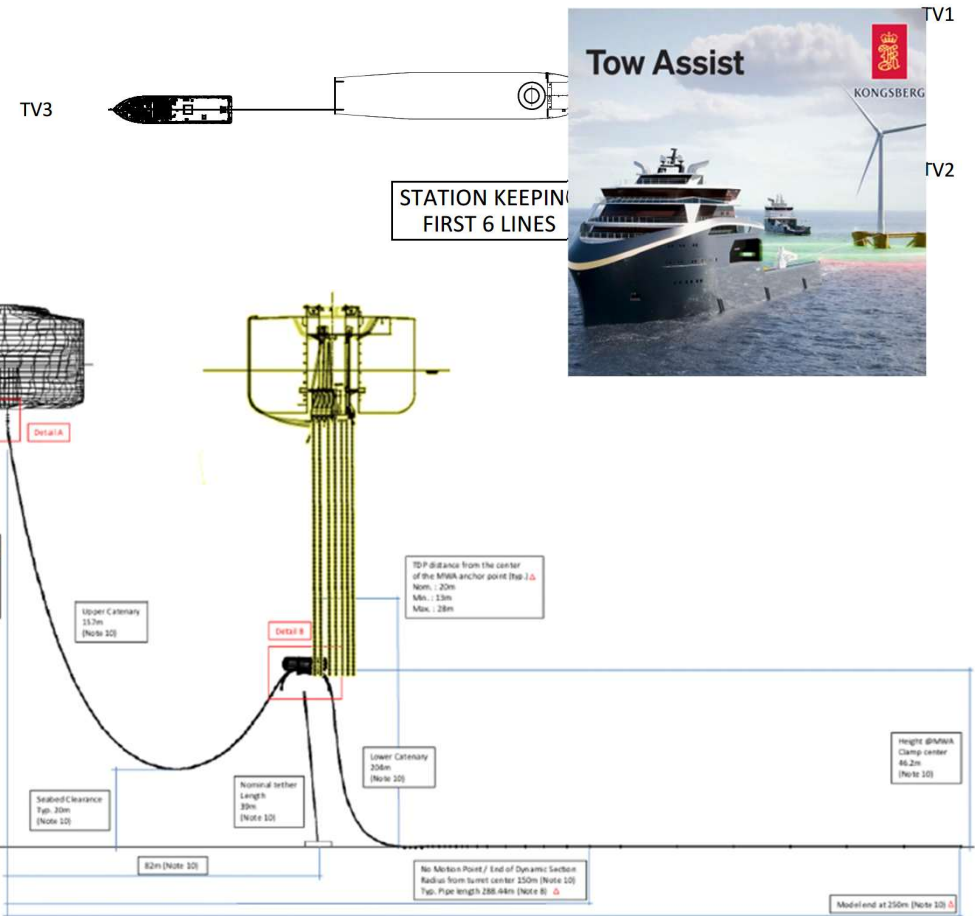 TV1
Tow Assist
KONGSBERG
TV3
TV2
STATION KEEPIN
FIRST 6 LINES
Detail A
TDP distance from the center
of the MWA anchor point (typ.)
Nom. : 20m
Min. : 13m
Max. : 28m
Upper Catenary
157m
(Note 10)
Detail B
Height @MWA
Clamp center
46.2m
(Note 10)
Lower Catenary
208m
(Note 10)
Nominal tether
Length
39m
(Note 10)
Seabed Clearance
Typ. 20m
(Note 10)
82m (Note 10)
No Motion Point / End of Dynamic Section
Radius from turret center 150m (Note 10)
Typ. Pipe length 288.44m (Note 8)
Model end at 250m (Note 10)